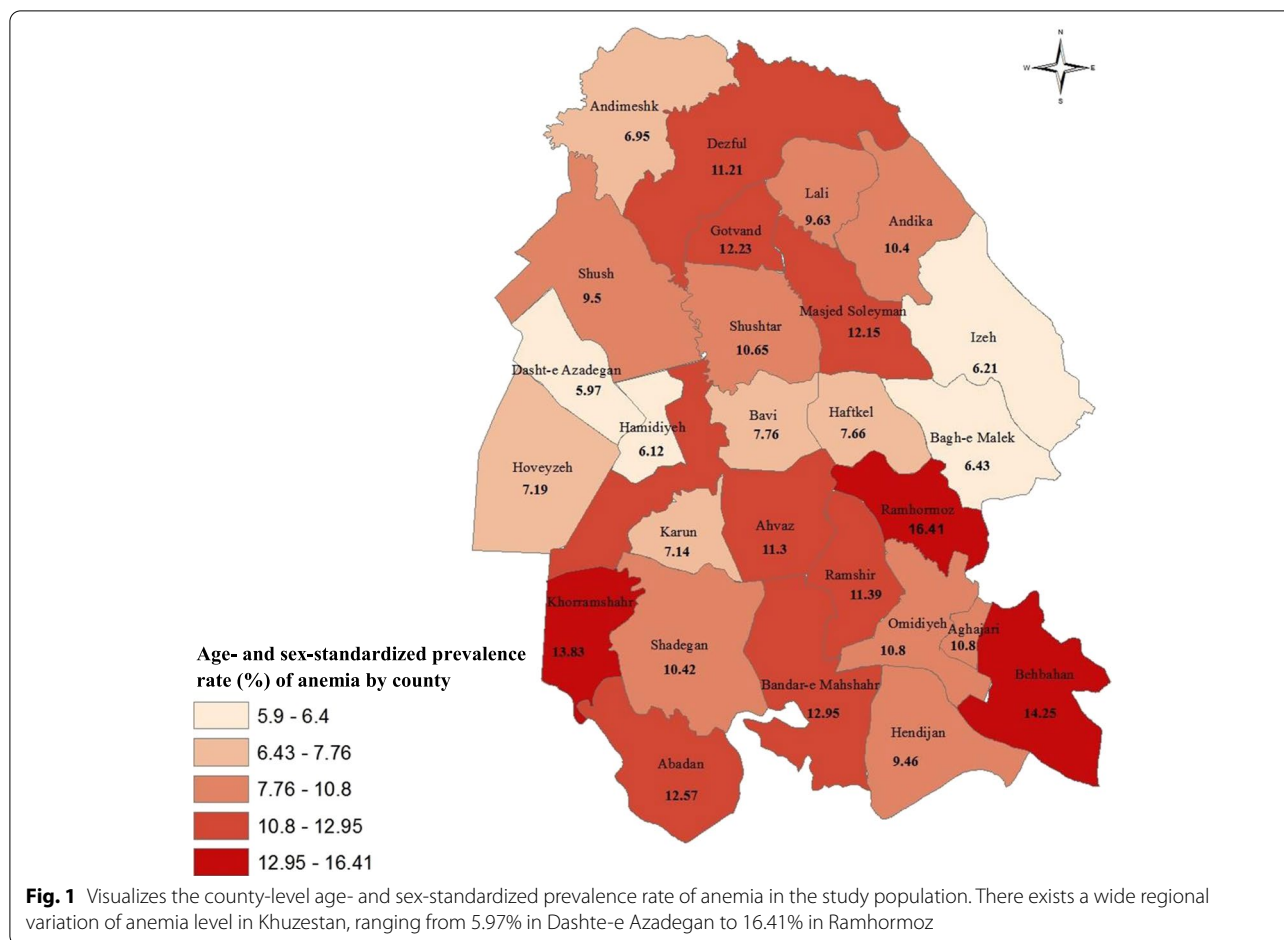 N
W E
S
Andimeshk
6.95
Dezful
11.21
Lali
9.63
Andika
10.4
Gotvand
12.23
Shush
9.5
Shushtar
10.65
Masjed Soleyman
12.15
Izeh
6.21
Dasht-e Azadegan
5.97
Hamidiyeh
6.12
Bavi
7.76
Haftkel
7.66
Bagh-e Malek
6.43
Hoveyzeh
7.19
Karun
7.14
Ahvaz
11.3
Ramhormoz
16.41
Ramshir
11.39
Khorramshahr
13.83
Shadegan
10.42
Omidiyeh
10.8
Aghajari
10.8
Behbahan
14.25
Bandar-e Mahshahr
12.95
Hendijan
9.46
Abadan
12.57
Age- and sex-standardized prevalence
rate (%) of anemia by county
5.9 - 6.4
6.43 - 7.76
7.76 - 10.8
10.8 - 12.95
12.95 - 16.41
Fig. 1 Visualizes the county-level age- and sex-standardized prevalence rate of anemia in the study population. There exists a wide regional
variation of anemia level in Khuzestan, ranging from 5.97% in Dashte-e Azadegan to 16.41% in Ramhormoz